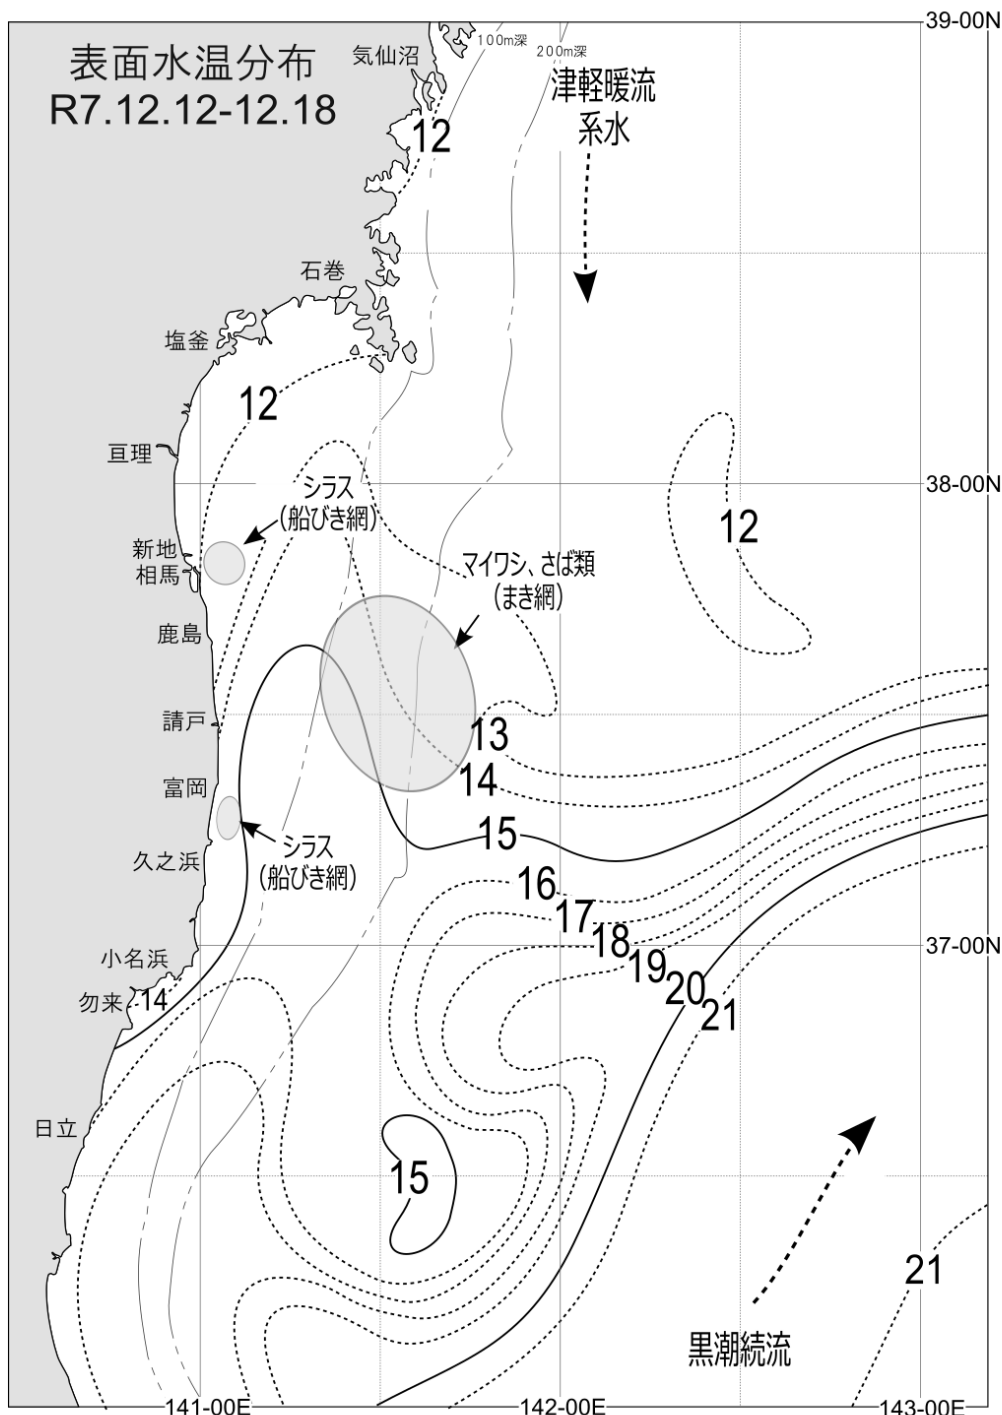 39-00N
表面水温分布
R7.12.12-12.18
気仙沼
100m深
200m深
津軽暖流
系水
12
石巻
塩釜
12
亘理
38-00N
シラス
(船びき網)
12
新地
相馬
マイワシ、さば類
(まき網)
鹿島
請戸
13
14
富岡
15
シラス
(船びき網)
久之浜
16
17
18
19
20
21
37-00N
小名浜
勿来
14
日立
15
21
黒潮続流
141-00E
142-00E
143-00E